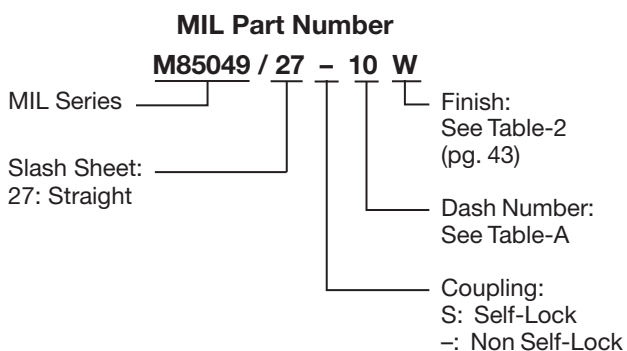 MIL Part Number
M85049 / 27 – 10 W
MIL Series
Slash Sheet:
27: Straight
Finish:
See Table-2
(pg. 43)
Dash Number:
See Table-A
Coupling:
S: Self-Lock
–: Non Self-Lock